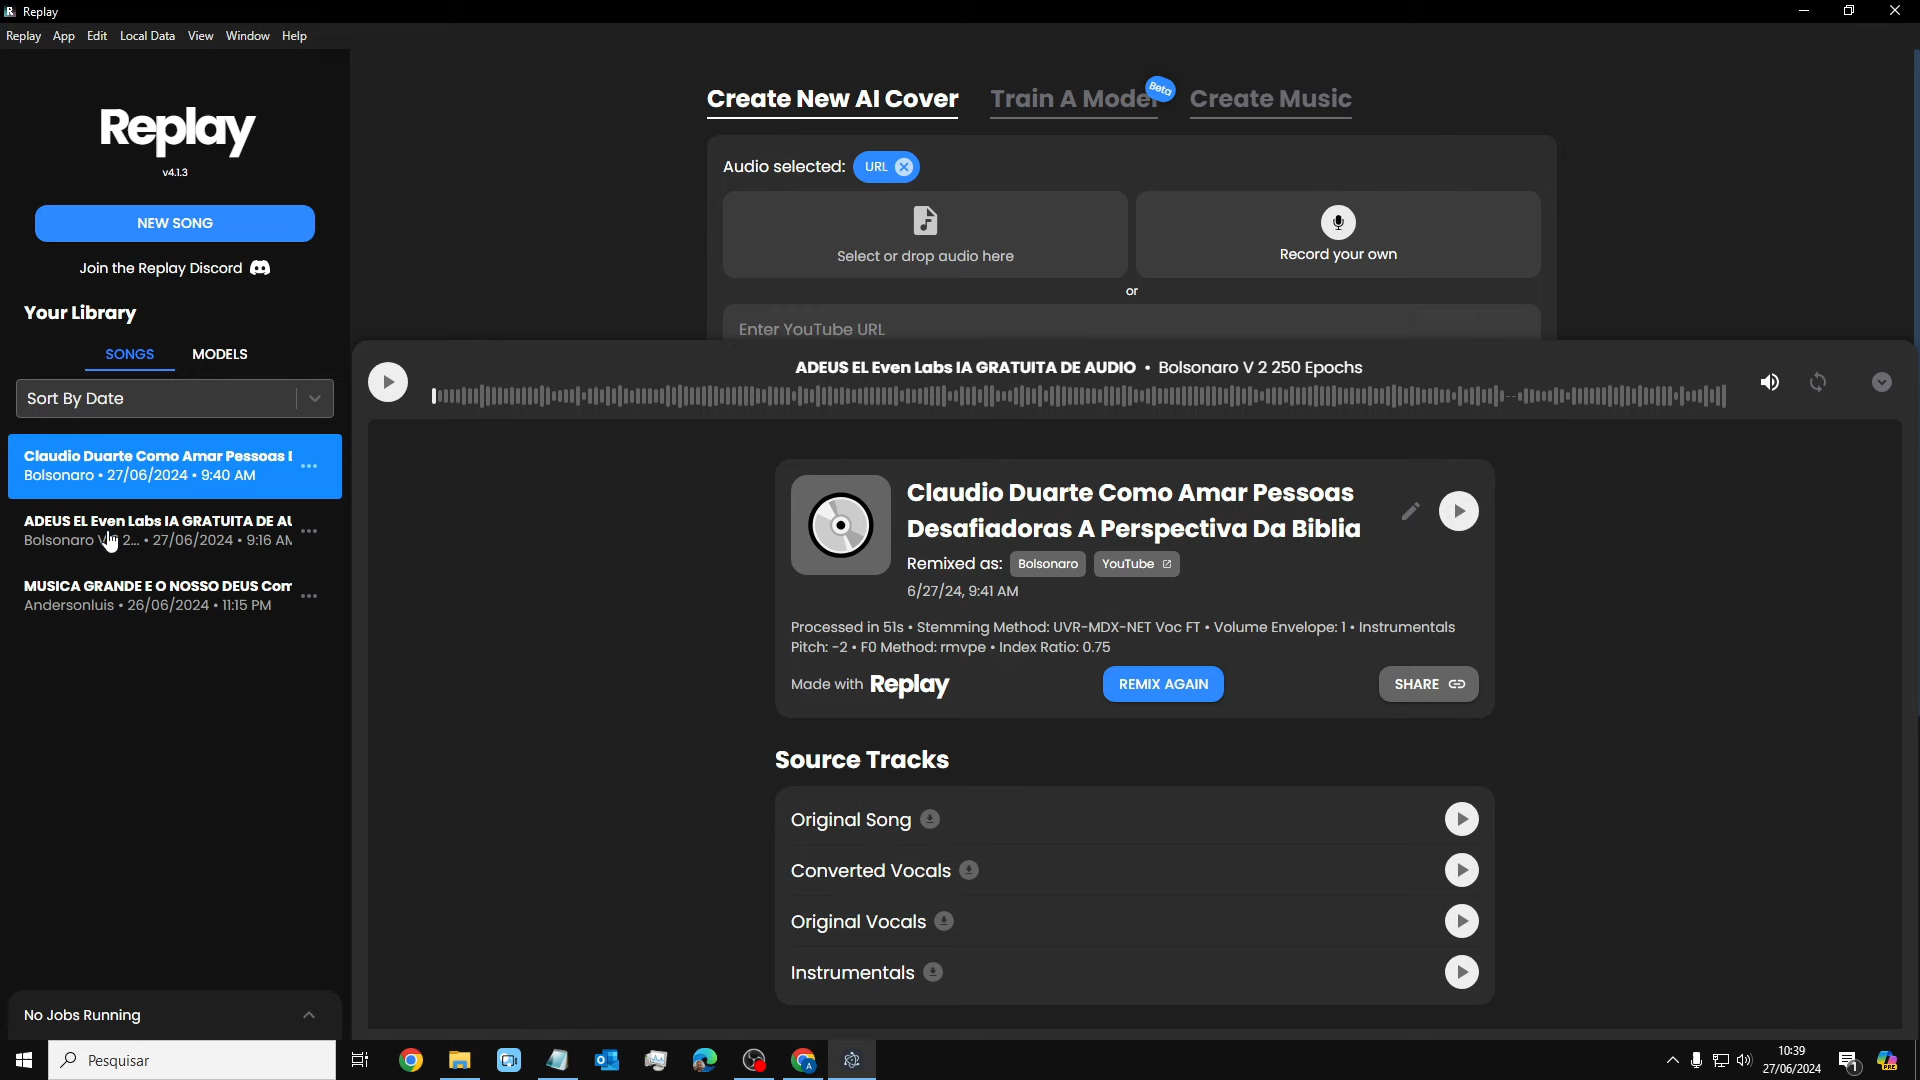 Replay
Replay App Edit Local Data View Window Help
Replay
v4.1.3
NEW SONG
Join the Replay Discord
Your Library
SONGS MODELS
Sort By Date
Claudio Duarte Como Amar Pessoas D
Bolsonaro • 27/06/2024 • 9:40 AM
ADEUS EL Even Labs IA GRATUITA DE AU
Bolsonaro V 2... • 27/06/2024 • 9:16 AM
MUSICA GRANDE E O NOSSO DEUS Com
Andersonluis • 26/06/2024 • 11:15 PM
No Jobs Running
Create New AI Cover Train A Model Beta Create Music
Audio selected: URL
Select or drop audio here
Record your own
or
Enter YouTube URL
ADEUS EL Even Labs IA GRATUITA DE AUDIO • Bolsonaro V 2 250 Epochs
Claudio Duarte Como Amar Pessoas
Desafiadoras A Perspectiva Da Biblia
Remixed as: Bolsonaro YouTube
6/27/24, 9:41 AM
Processed in 51s • Stemming Method: UVR-MDX-NET Voc FT • Volume Envelope: 1 • Instrumentals
Pitch: -2 • F0 Method: rmvpe • Index Ratio: 0.75
Made with Replay
REMIX AGAIN
SHARE
Source Tracks
Original Song
Converted Vocals
Original Vocals
Instrumentals
Pesquisar
10:39
27/06/2024
1
PRE